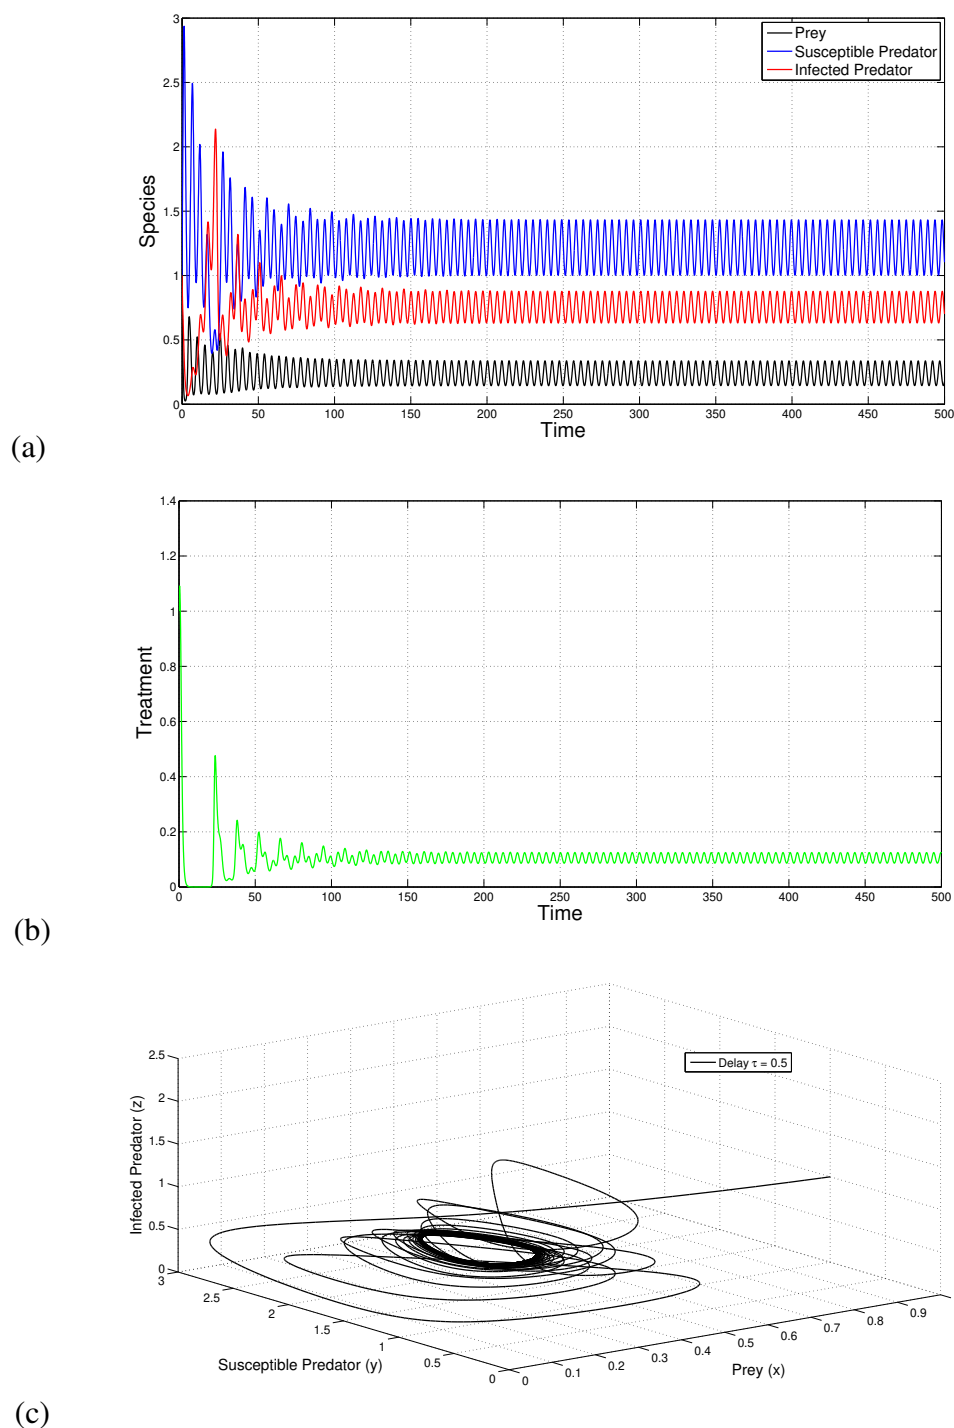 3
2.5
2
1.5
1
0.5
0
Species
Prey
Susceptible Predator
Infected Predator
0 50 100 150 200 250 300 350 400 450 500
Time
(a)
1.4
1.2
1
0.8
0.6
0.4
0.2
0
Treatment
0 50 100 150 200 250 300 350 400 450 500
Time
(b)
Delay τ = 0.5
2.5
2
1.5
1
0.5
0
Infected Predator (z)
3
2.5
2
1.5
1
0.5
0
Susceptible Predator (y)
0 0.1 0.2 0.3 0.4 0.5 0.6 0.7 0.8 0.9
Prey (x)
(c)